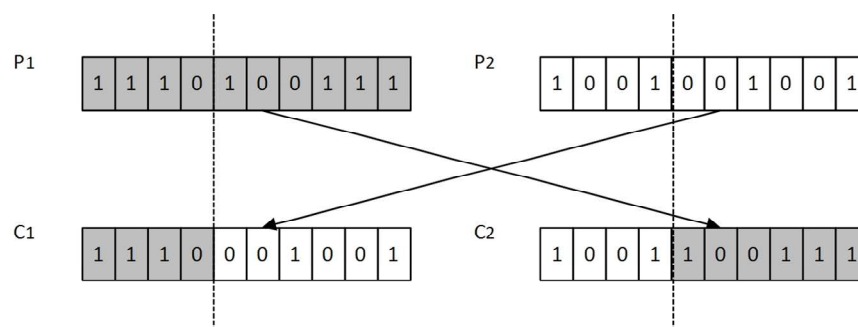 P1 1 1 1 0 1 0 0 1 1 1
P2 1 0 0 1 0 0 1 0 0 1
C1 1 1 1 0 0 0 1 0 0 1
C2 1 0 0 1 1 0 0 1 1 1